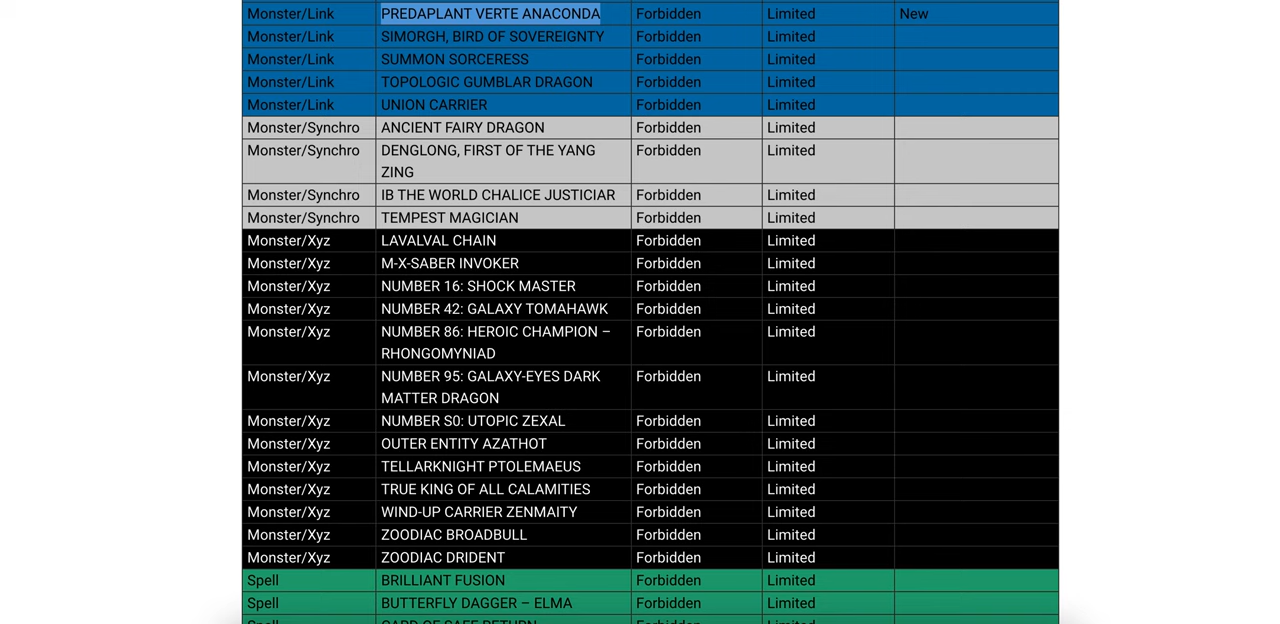 Monster/Link PREDAPLANT VERTE ANACONDA Forbidden Limited New
Monster/Link SIMORGH, BIRD OF SOVEREIGNTY Forbidden Limited
Monster/Link SUMMON SORCERESS Forbidden Limited
Monster/Link TOPOLOGIC GUMBLAR DRAGON Forbidden Limited
Monster/Link UNION CARRIER Forbidden Limited
Monster/Synchro ANCIENT FAIRY DRAGON Forbidden Limited
Monster/Synchro DENGLONG, FIRST OF THE YANG Forbidden Limited
ZING
Monster/Synchro IB THE WORLD CHALICE JUSTICIAR Forbidden Limited
Monster/Synchro TEMPEST MAGICIAN Forbidden Limited
Monster/Xyz LAVALVAL CHAIN Forbidden Limited
Monster/Xyz M-X-SABER INVOKER Forbidden Limited
Monster/Xyz NUMBER 16: SHOCK MASTER Forbidden Limited
Monster/Xyz NUMBER 42: GALAXY TOMAHAWK Forbidden Limited
Monster/Xyz NUMBER 86: HEROIC CHAMPION – Forbidden Limited
RHONGOMYNIAD
Monster/Xyz NUMBER 95: GALAXY-EYES DARK Forbidden Limited
MATTER DRAGON
Monster/Xyz NUMBER S0: UTOPIC ZEXAL Forbidden Limited
Monster/Xyz OUTER ENTITY AZATHOT Forbidden Limited
Monster/Xyz TELLARKNIGHT PTOLEMAEUS Forbidden Limited
Monster/Xyz TRUE KING OF ALL CALAMITIES Forbidden Limited
Monster/Xyz WIND-UP CARRIER ZENMAITY Forbidden Limited
Monster/Xyz ZOODIAC BROADBULL Forbidden Limited
Monster/Xyz ZOODIAC DRIDENT Forbidden Limited
Spell BRILLIANT FUSION Forbidden Limited
Spell BUTTERFLY DAGGER – ELMA Forbidden Limited
Spell CARD OF SAFE RETURN Forbidden Limited